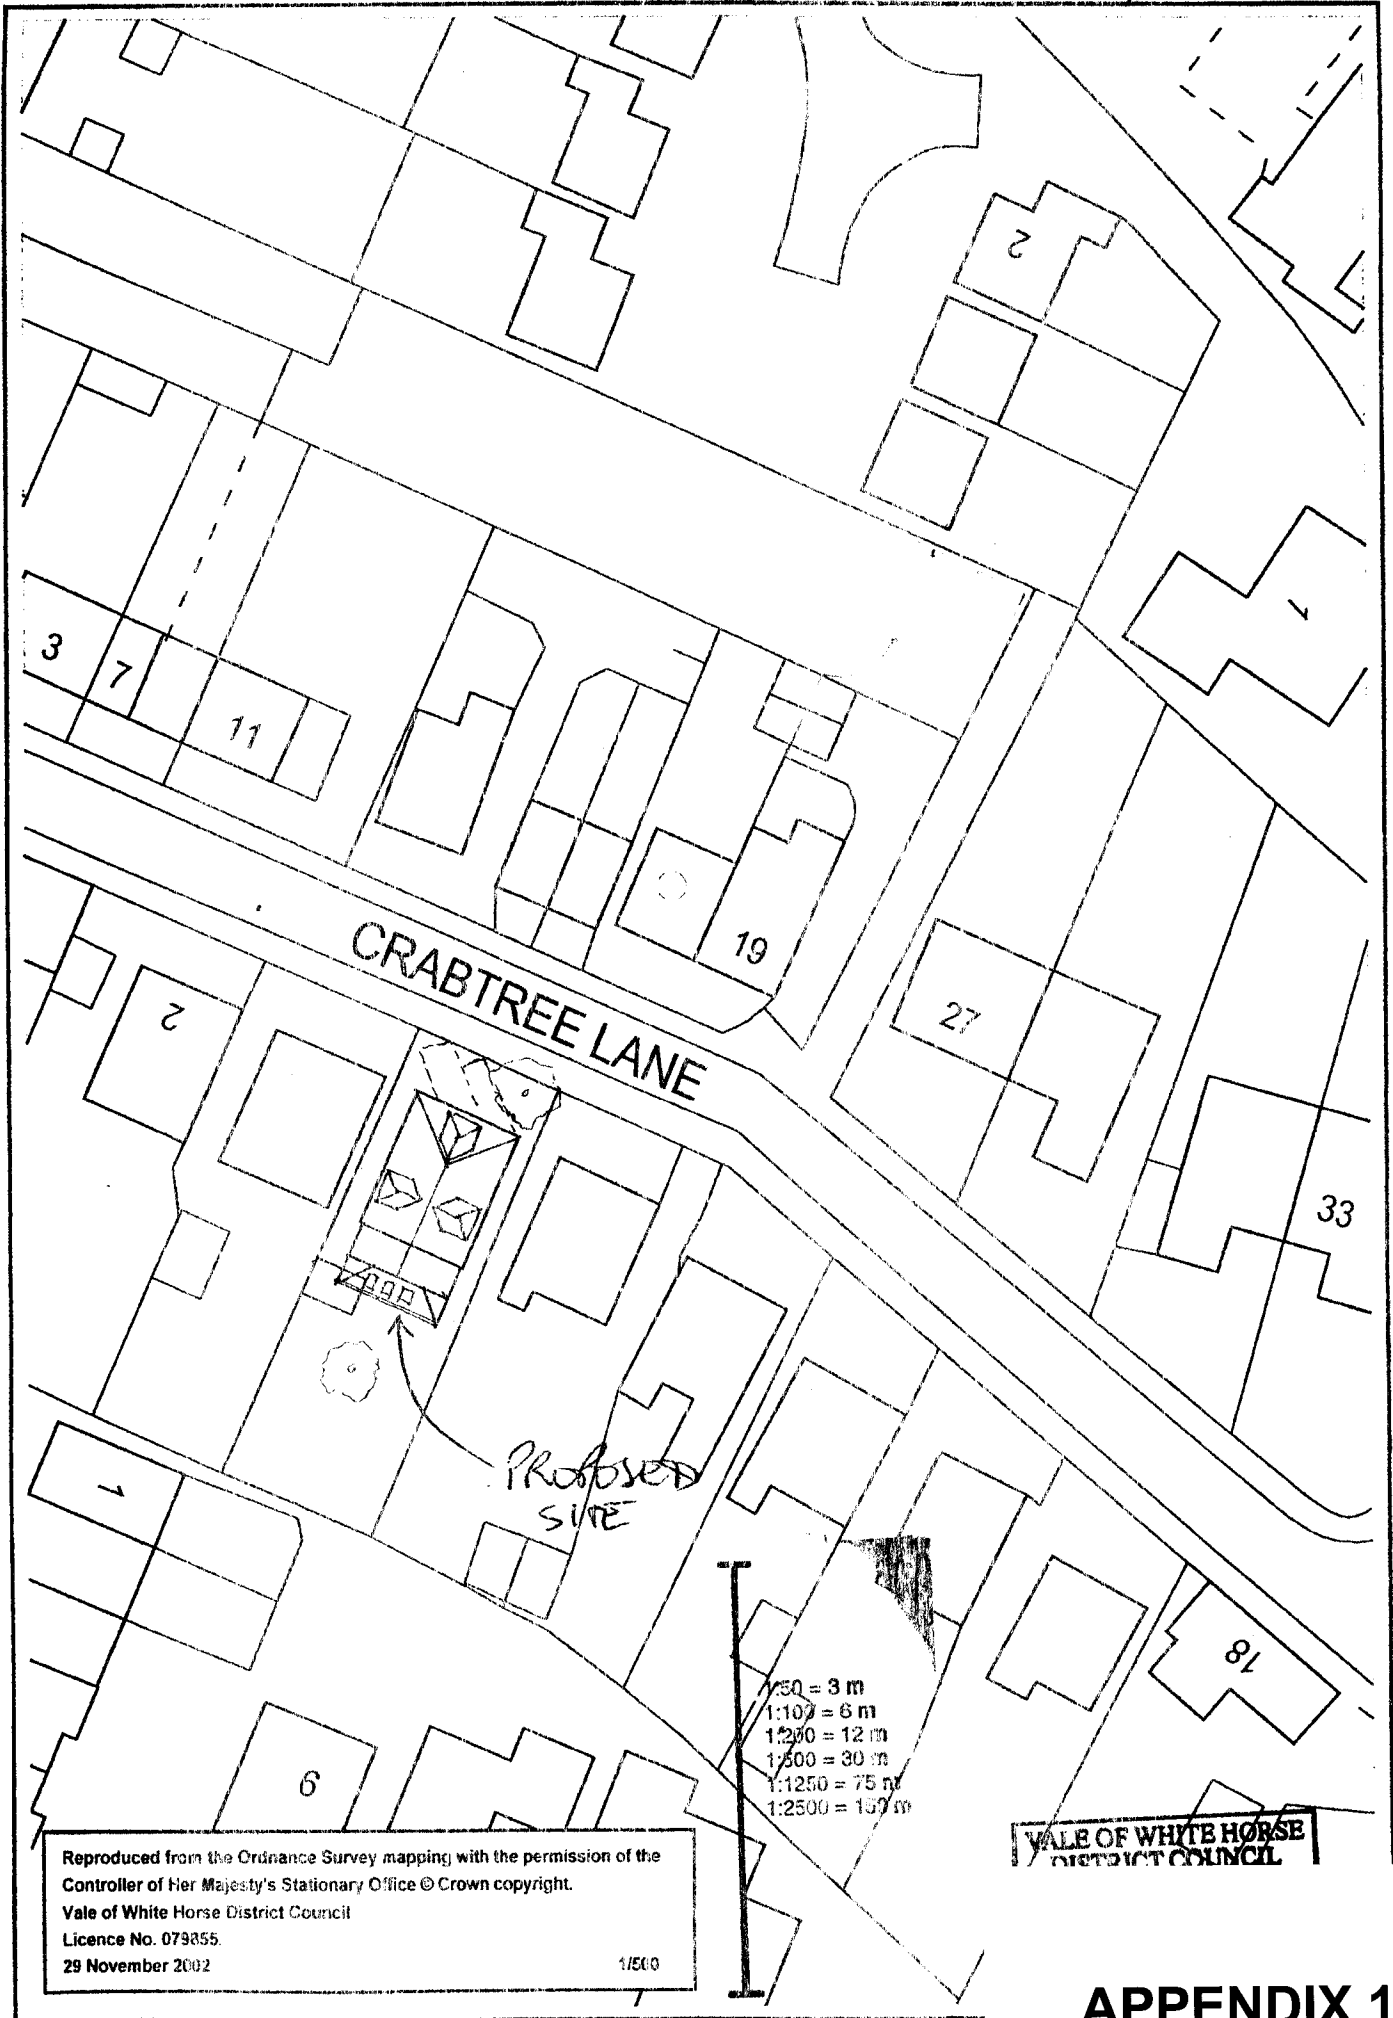 2
1
3
7
11
19
CRABTREE LANE
27
2
33
PROPOSED
SITE
1
18
1:50 = 3 m
1:100 = 6 m
1:200 = 12 m
1:500 = 30 m
1:1250 = 75 m
1:2500 = 150 m
9
VALE OF WHITE HORSE
DISTRICT COUNCIL
Reproduced from the Ordnance Survey mapping with the permission of the
Controller of Her Majesty's Stationary Office © Crown copyright.
Vale of White Horse District Council
Licence No. 079855.
29 November 2002
1/500
APPENDIX 1